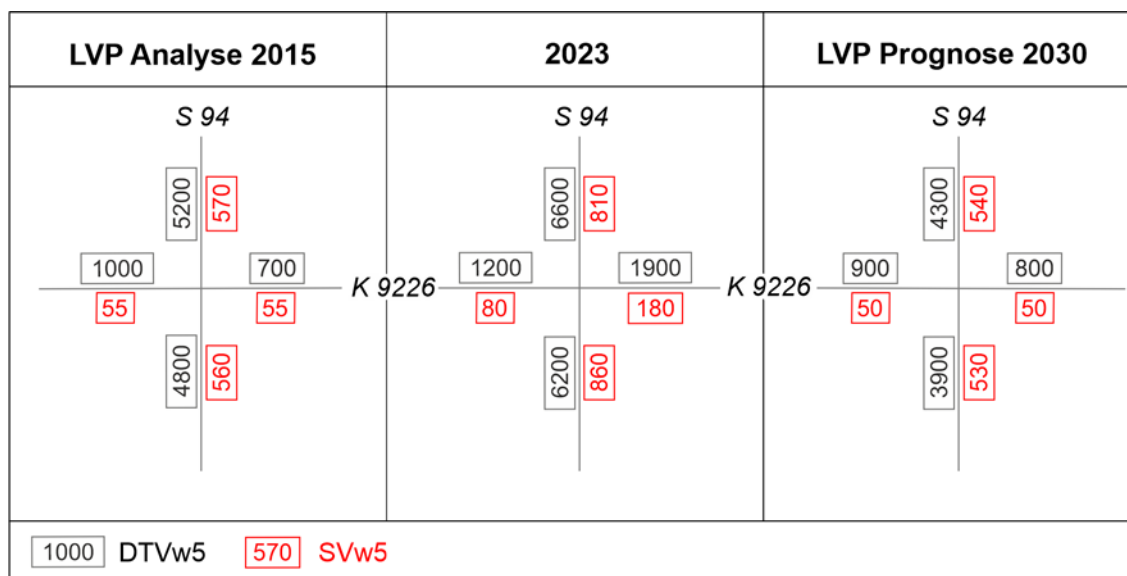 LVP Analyse 2015 2023 LVP Prognose 2030
S 94 S 94 S 94
5200 570 6600 810 4300 540
1000 700 1200 1900 900 800
K 9226 K 9226
55 55 80 180 50 50
4800 560 6200 860 3900 530
1000 DTVw5 570 SVw5